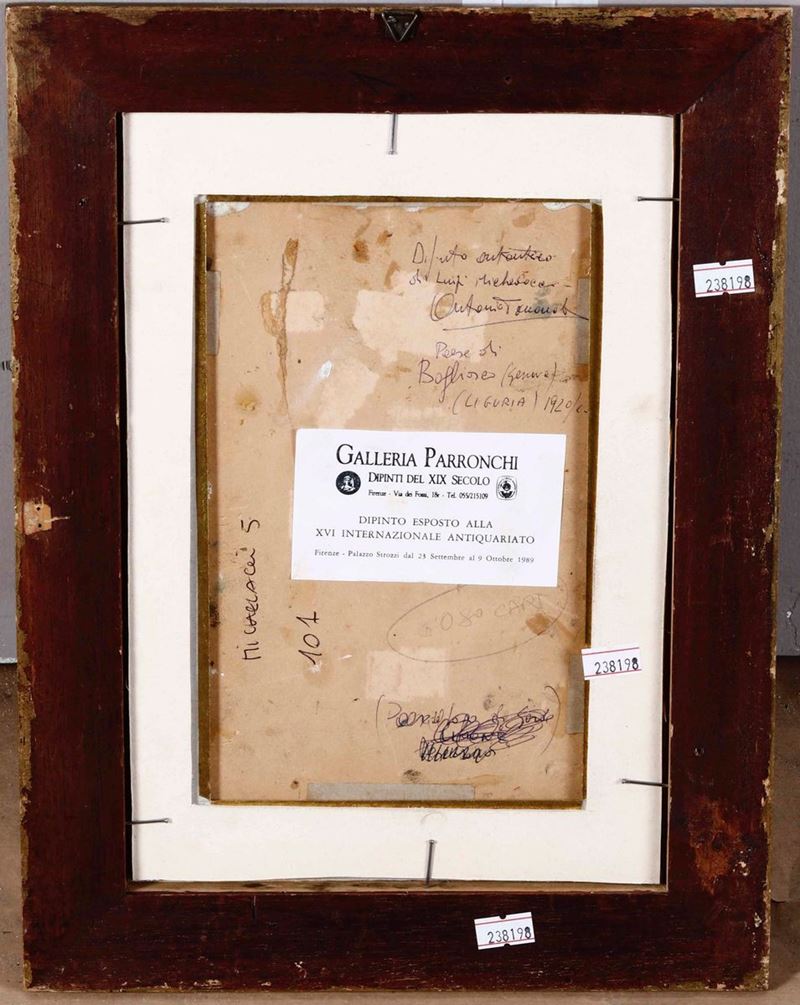 Dipinto autentico
di Luigi Michelacci
Antonio
Paese di
Bogliasco (Genova)
(LIGURIA) 1920/c.
238198
GALLERIA PARRONCHI
DIPINTI DEL XIX SECOLO
Firenze - Via dei Fossi, 18r - Tel. 055/215109
DIPINTO ESPOSTO ALLA
XVI INTERNAZIONALE ANTIQUARIATO
Firenze - Palazzo Strozzi dal 23 Settembre al 9 Ottobre 1989
MICHELACCI 5
101
238198
238198